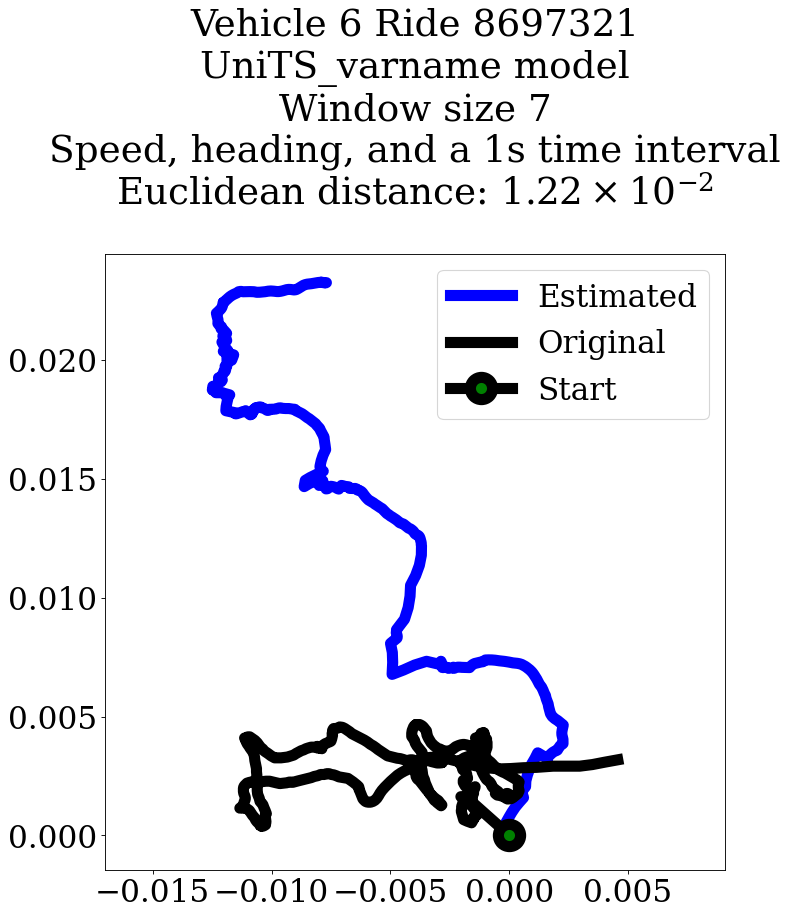 Vehicle 6 Ride 8697321
UniTS_varname model
Window size 7
Speed, heading, and a 1s time interval
Euclidean distance: 1.22 × 10⁻²
Estimated
Original
Start
0.020
0.015
0.010
0.005
0.000
−0.015 −0.010 −0.005 0.000 0.005